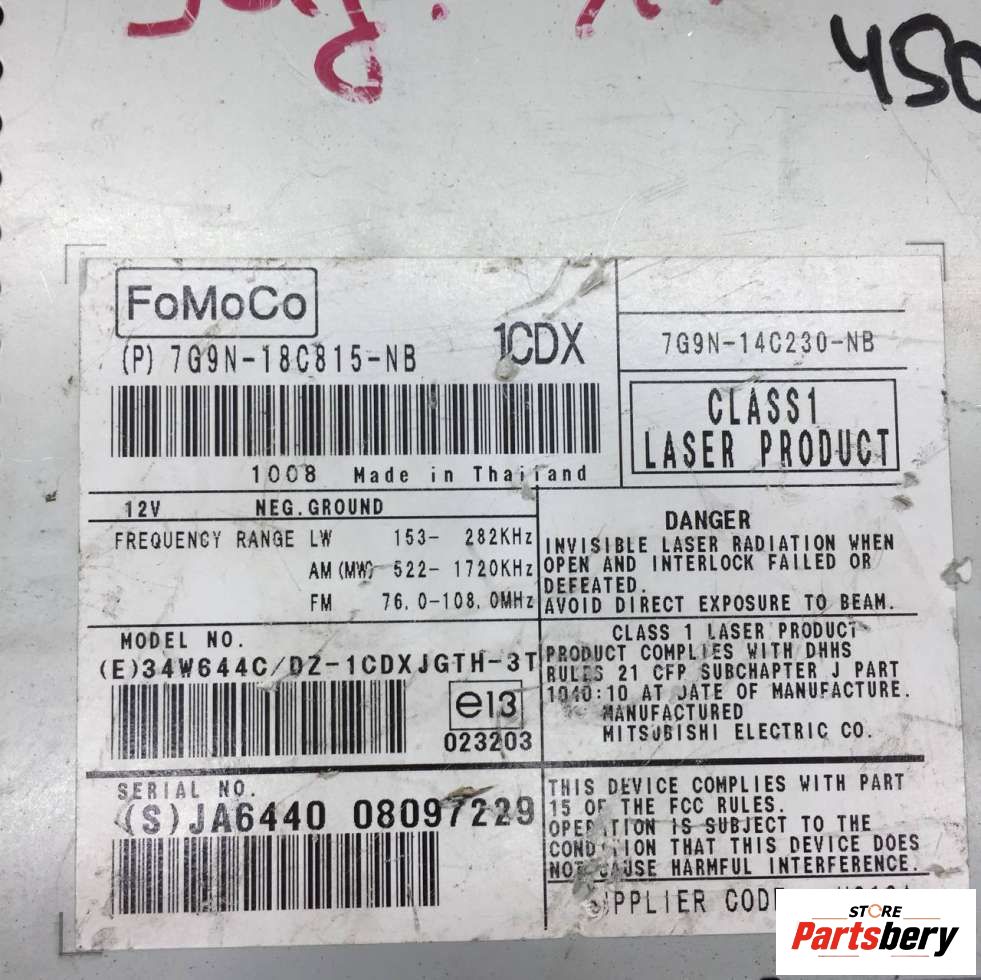 450
FoMoCo
(P) 7G9N-18C815-NB
1CDX
7G9N-14C230-NB
CLASS1
LASER PRODUCT
1008 Made in Thailand
12V NEG.GROUND
FREQUENCY RANGE LW 153- 282KHz
AM (MW) 522- 1720KHz
FM 76.0-108.0MHz
DANGER
INVISIBLE LASER RADIATION WHEN
OPEN AND INTERLOCK FAILED OR
DEFEATED.
AVOID DIRECT EXPOSURE TO BEAM.
MODEL NO.
(E)34W644C/DZ-1CDXJGTH-3T
e13
023203
CLASS 1 LASER PRODUCT
PRODUCT COMPLIES WITH DHHS
RULES 21 CFP SUBCHAPTER J PART
1040:10 AT DATE OF MANUFACTURE.
MANUFACTURED
MITSUBISHI ELECTRIC CO.
SERIAL NO.
(S)JA6440 08097229
THIS DEVICE COMPLIES WITH PART
15 OF THE FCC RULES.
OPERATION IS SUBJECT TO THE
CONDITION THAT THIS DEVICE DOES
NOT CAUSE HARMFUL INTERFERENCE.
SUPPLIER CODE
STORE
Partsbery